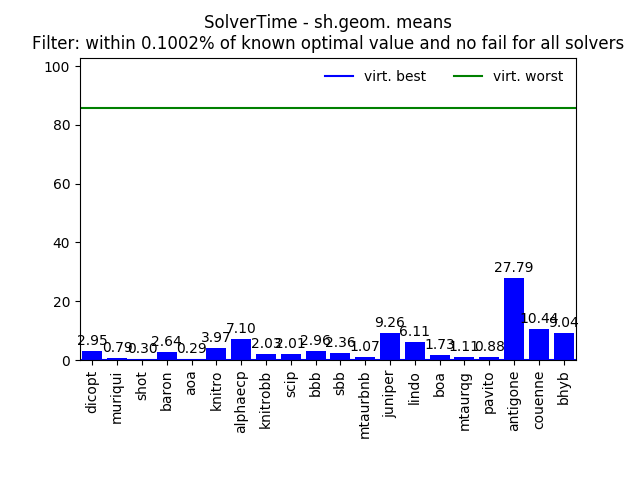 SolverTime - sh.geom. means
Filter: within 0.1002% of known optimal value and no fail for all solvers
virt. best virt. worst
100
80
60
40
20
0
2.95 0.79 0.30 2.64 0.29 3.97 7.10 2.03 2.01 2.96 2.36 1.07 9.26 6.11 1.73 1.11 0.88 27.79 10.44 9.04
dicopt
muriqui
shot
baron
aoa
knitro
alphaecp
knitrobb
scip
bbb
sbb
mtaurbnb
juniper
lindo
boa
mtaurqg
pavito
antigone
couenne
bhyb